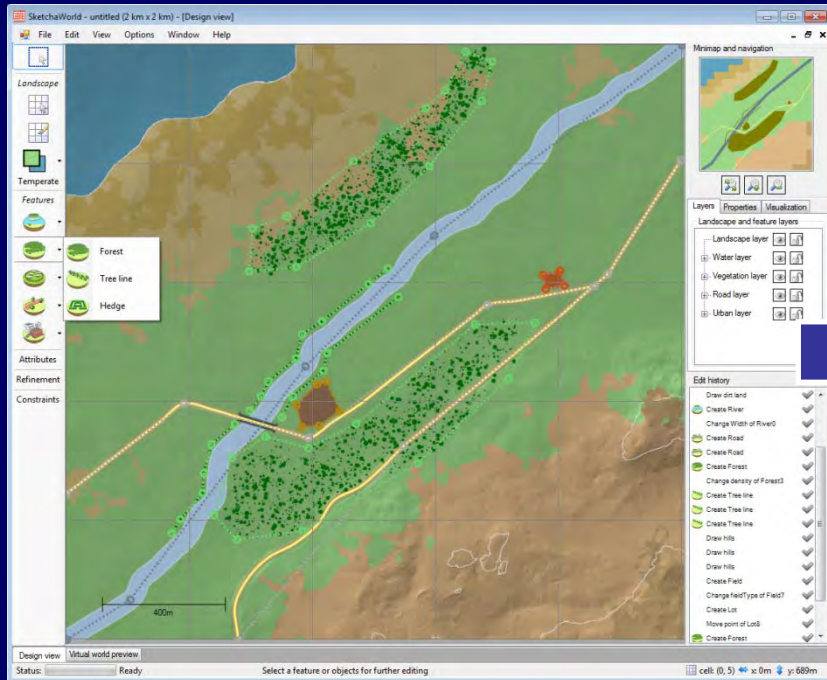 SketchaWorld - untitled (2 km x 2 km) - [Design view]
File Edit View Options Window Help
Landscape
Temperate
Features
Forest
Tree line
Hedge
Attributes
Refinement
Constraints
400m
Minimap and navigation
Layers Properties Visualization
Landscape and feature layers
Landscape layer
Water layer
Vegetation layer
Road layer
Urban layer
Edit history
Draw dirt land
Create River
Change Width of River0
Create Road
Create Road
Create Forest
Change density of Forest3
Create Tree line
Create Tree line
Create Tree line
Draw hills
Draw hills
Draw hills
Create Field
Change fieldType of Field7
Create Lot
Move point of Lot8
Create Forest
Design view Virtual world preview
Status: Ready Select a feature or objects for further editing cell: (0, 5) x: 0m y: 689m